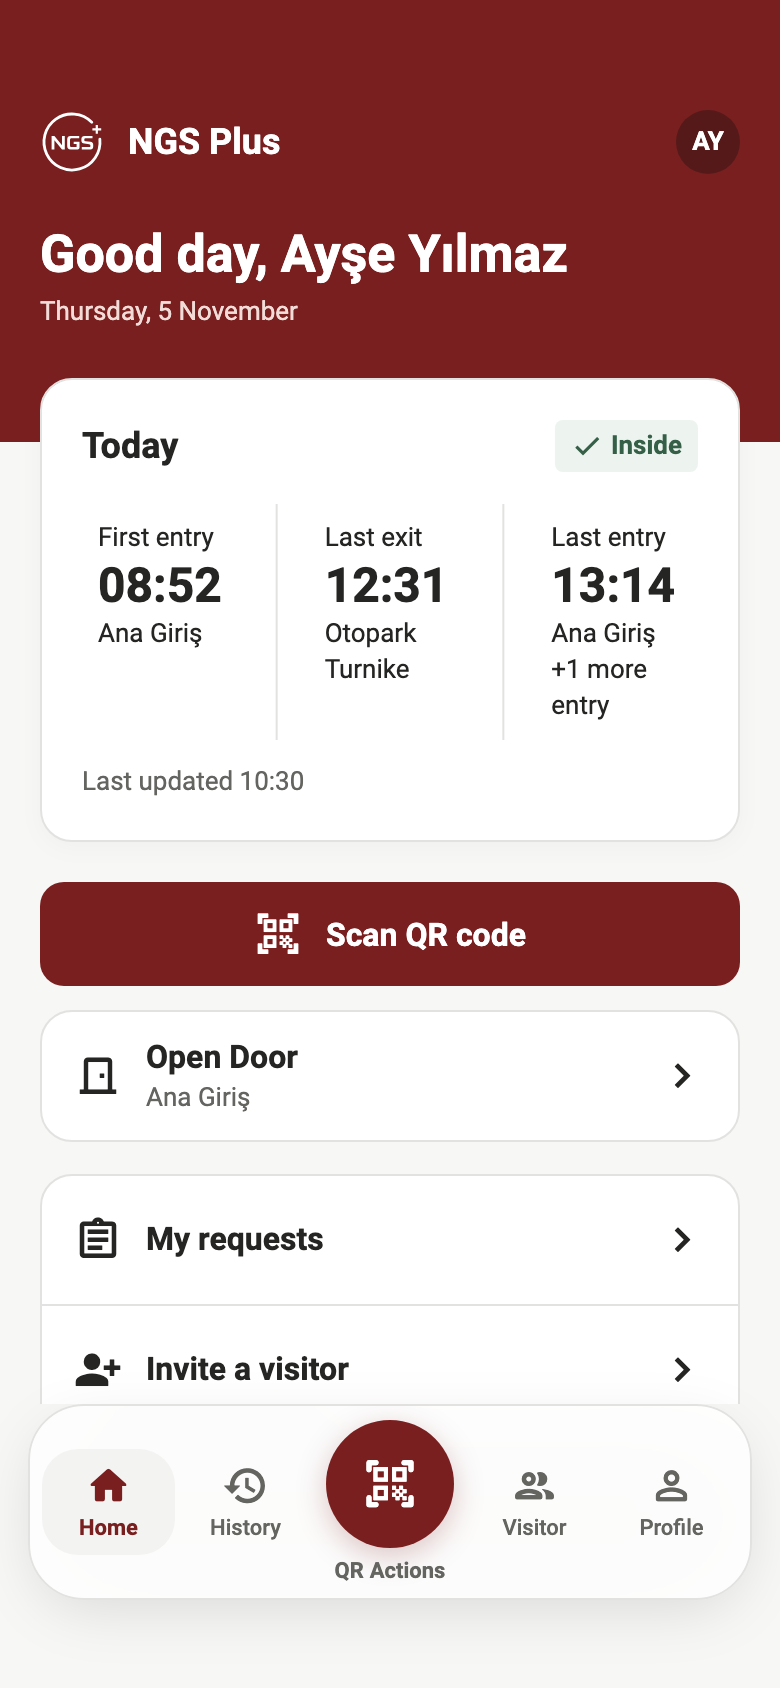 NGS+
NGS Plus
AY
Good day, Ayşe Yılmaz
Thursday, 5 November
Today
Inside
First entry
08:52
Ana Giriş
Last exit
12:31
Otopark
Turnike
Last entry
13:14
Ana Giriş
+1 more
entry
Last updated 10:30
Scan QR code
Open Door
Ana Giriş
My requests
Invite a visitor
Home
History
QR Actions
Visitor
Profile